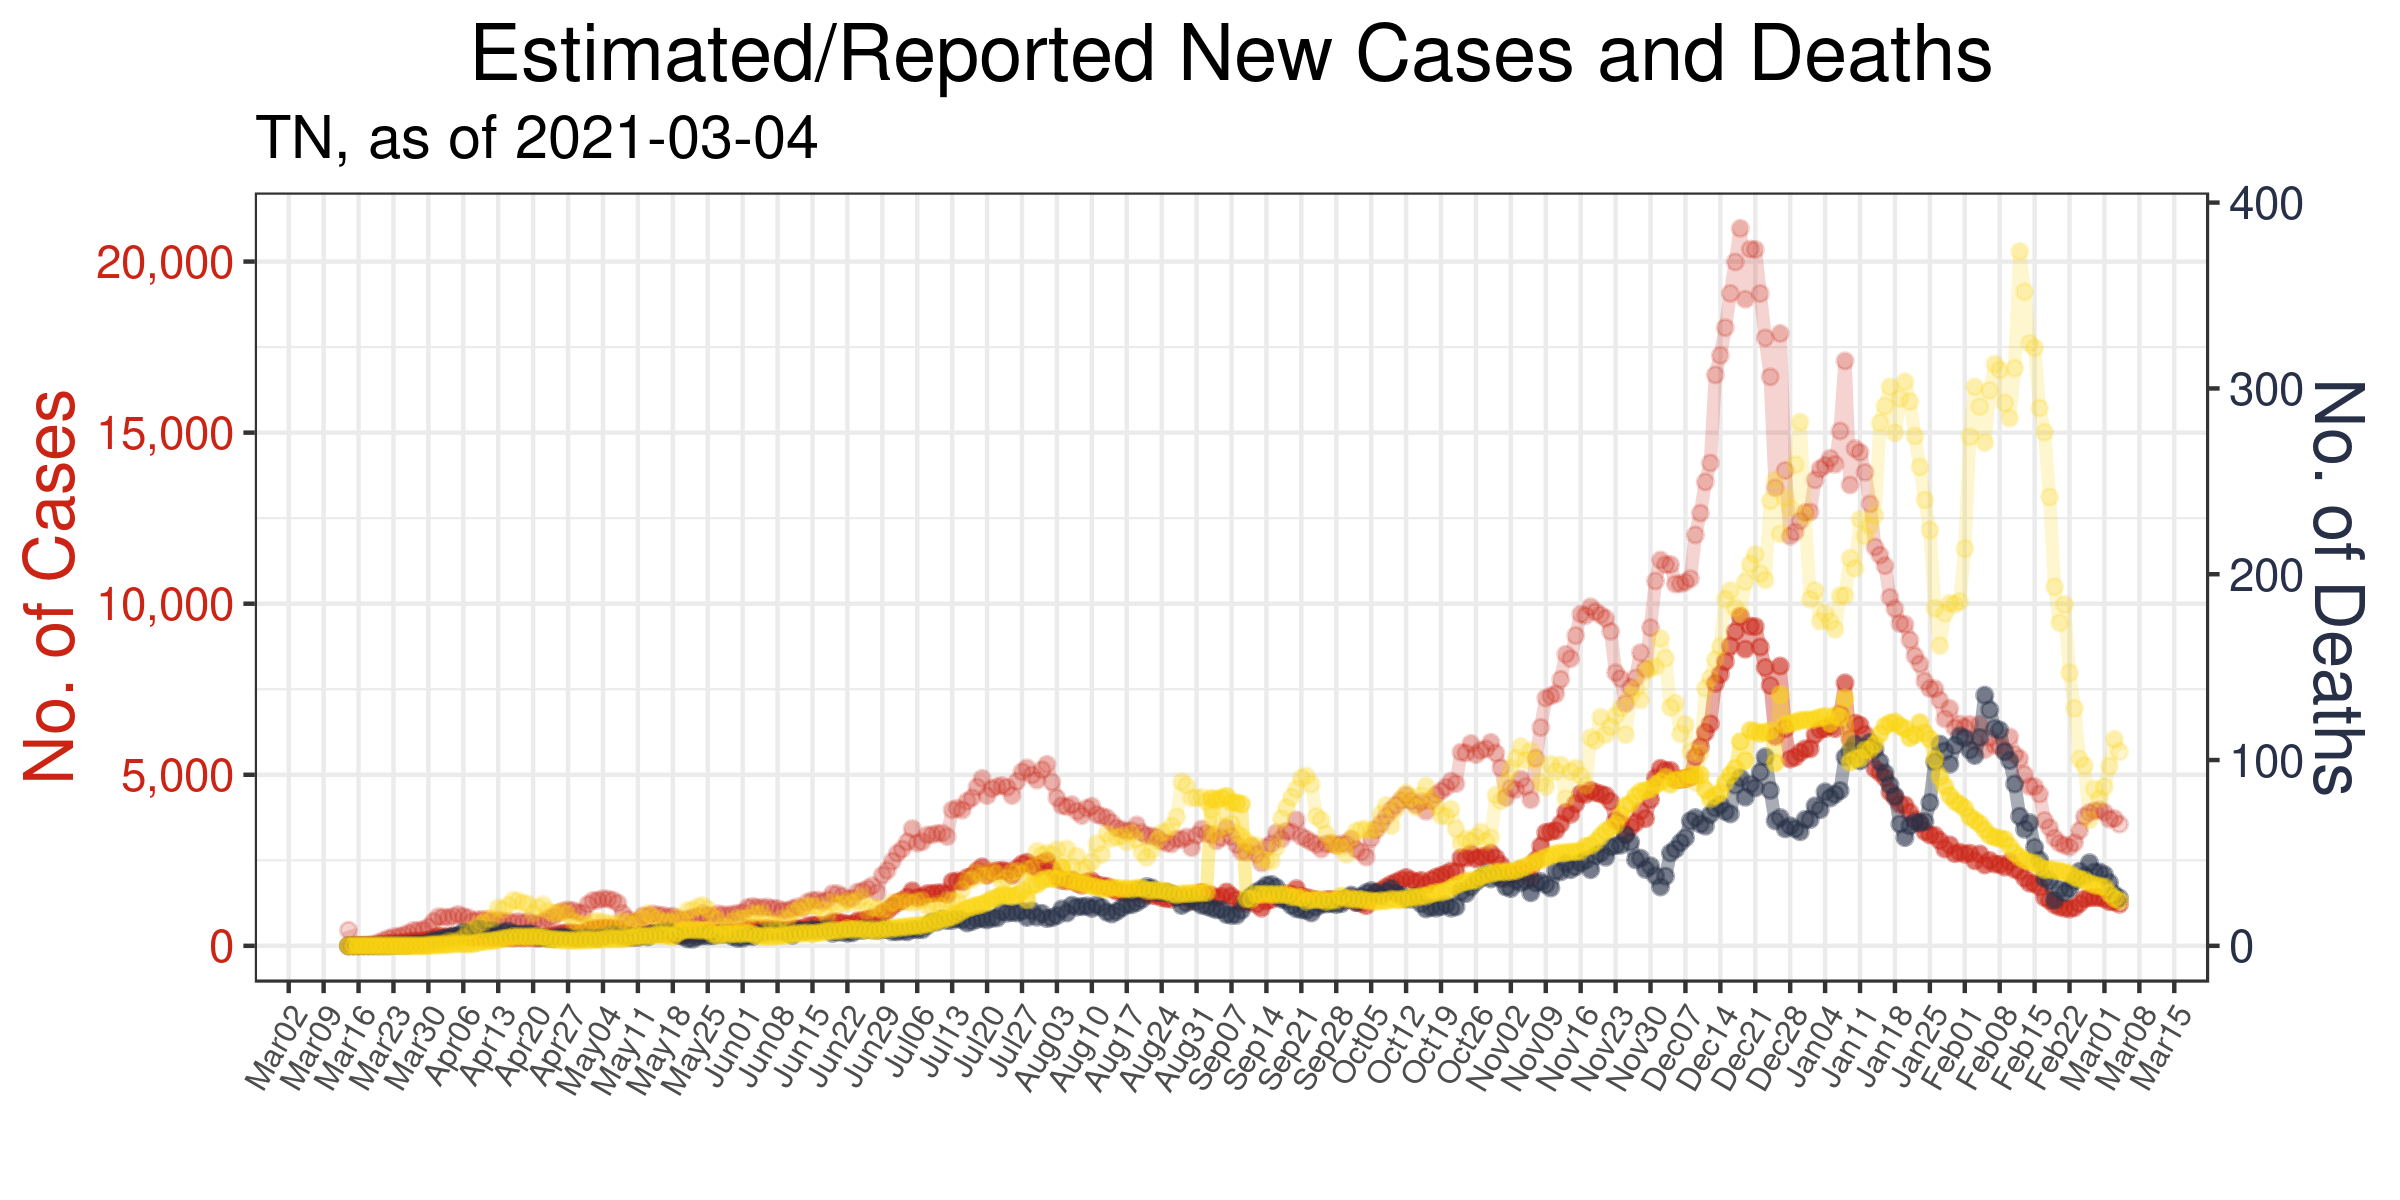 Estimated/Reported New Cases and Deaths
TN, as of 2021-03-04
No. of Cases
20,000
15,000
10,000
5,000
0
400
300
200
100
0
No. of Deaths
Mar02
Mar09
Mar16
Mar23
Mar30
Apr06
Apr13
Apr20
Apr27
May04
May11
May18
May25
Jun01
Jun08
Jun15
Jun22
Jun29
Jul06
Jul13
Jul20
Jul27
Aug03
Aug10
Aug17
Aug24
Aug31
Sep07
Sep14
Sep21
Sep28
Oct05
Oct12
Oct19
Oct26
Nov02
Nov09
Nov16
Nov23
Nov30
Dec07
Dec14
Dec21
Dec28
Jan04
Jan11
Jan18
Jan25
Feb01
Feb08
Feb15
Feb22
Mar01
Mar08
Mar15